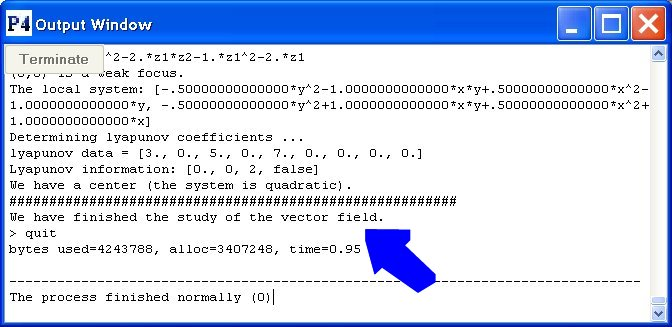 P4 Output Window
Terminate ^2-2.*z1*z2-1.*z1^2-2.*z1
(0,0) is a weak focus.
The local system: [-.50000000000000*y^2-1.0000000000000*x*y+.50000000000000*x^2-
1.0000000000000*y, -.50000000000000*y^2+1.0000000000000*x*y+.50000000000000*x^2+
1.0000000000000*x]
Determining lyapunov coefficients ...
lyapunov data = [3., 0., 5., 0., 7., 0., 0., 0., 0.]
Lyapunov information: [0., 0, 2, false]
We have a center (the system is quadratic).
########################################################
We have finished the study of the vector field.
> quit
bytes used=4243788, alloc=3407248, time=0.95
-------------------------------------------------------------------------------
The process finished normally (0)